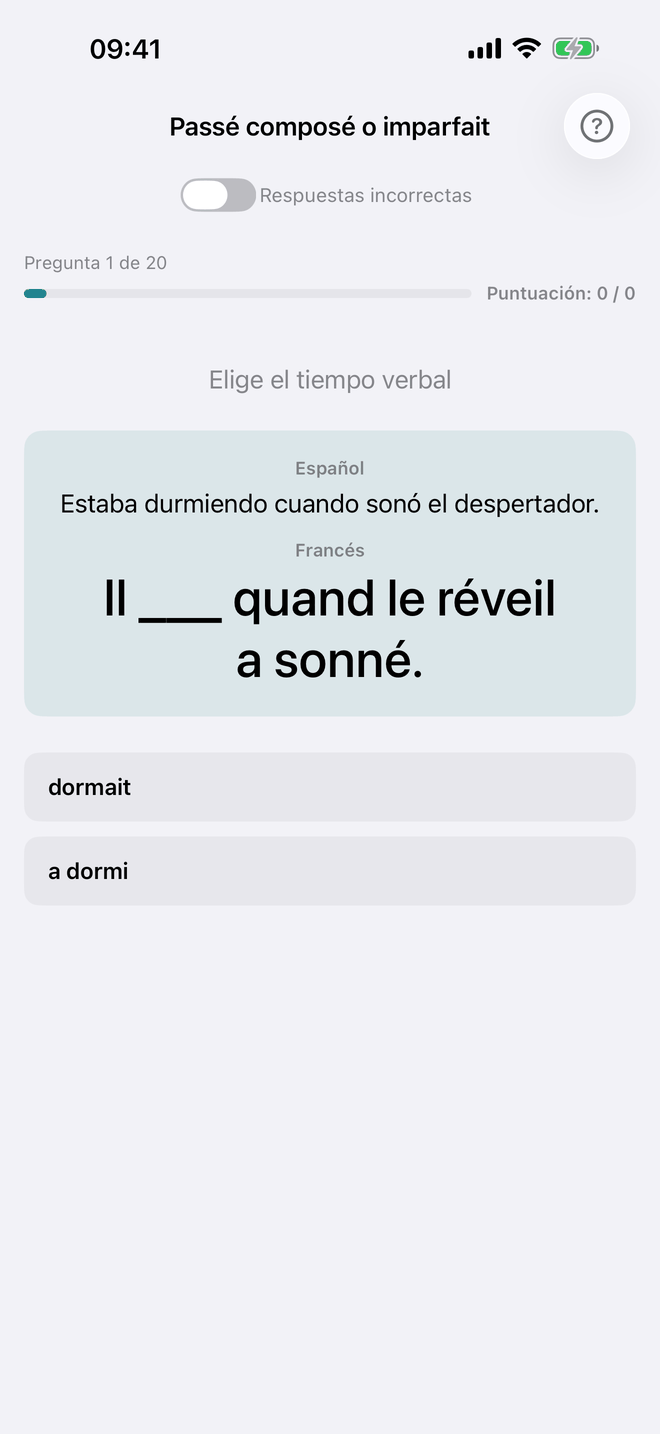 09:41
Passé composé o imparfait
?
Respuestas incorrectas
Pregunta 1 de 20
Puntuación: 0 / 0
Elige el tiempo verbal
Español
Estaba durmiendo cuando sonó el despertador.
Francés
Il ___ quand le réveil
a sonné.
dormait
a dormi